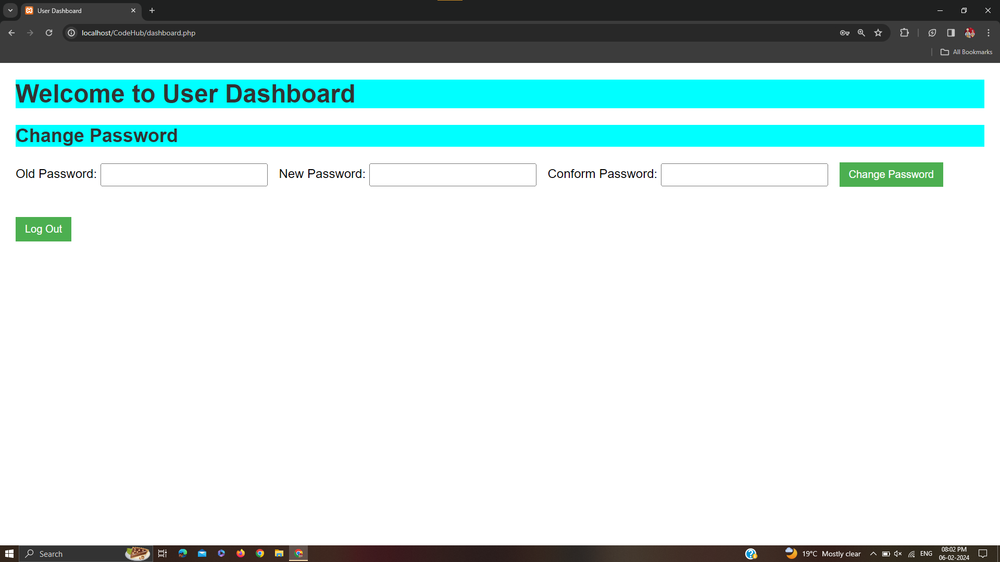 User Dashboard
localhost/CodeHub/dashboard.php
All Bookmarks
Welcome to User Dashboard
Change Password
Old Password: New Password: Conform Password: Change Password
Log Out
Search 19°C Mostly clear ENG 08:02 PM
06-02-2024